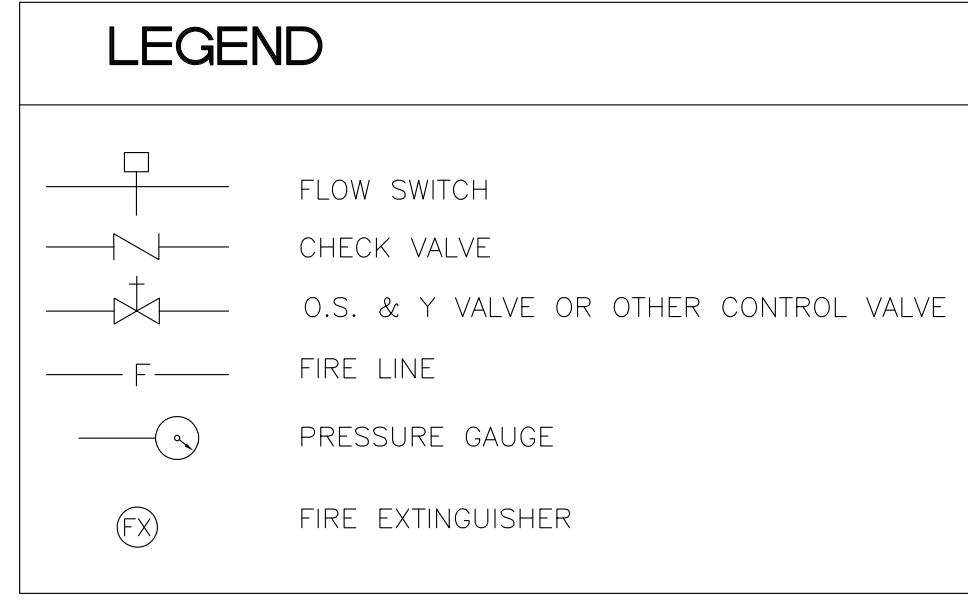 LEGEND
FLOW SWITCH
CHECK VALVE
O.S. & Y VALVE OR OTHER CONTROL VALVE
F FIRE LINE
PRESSURE GAUGE
FX FIRE EXTINGUISHER